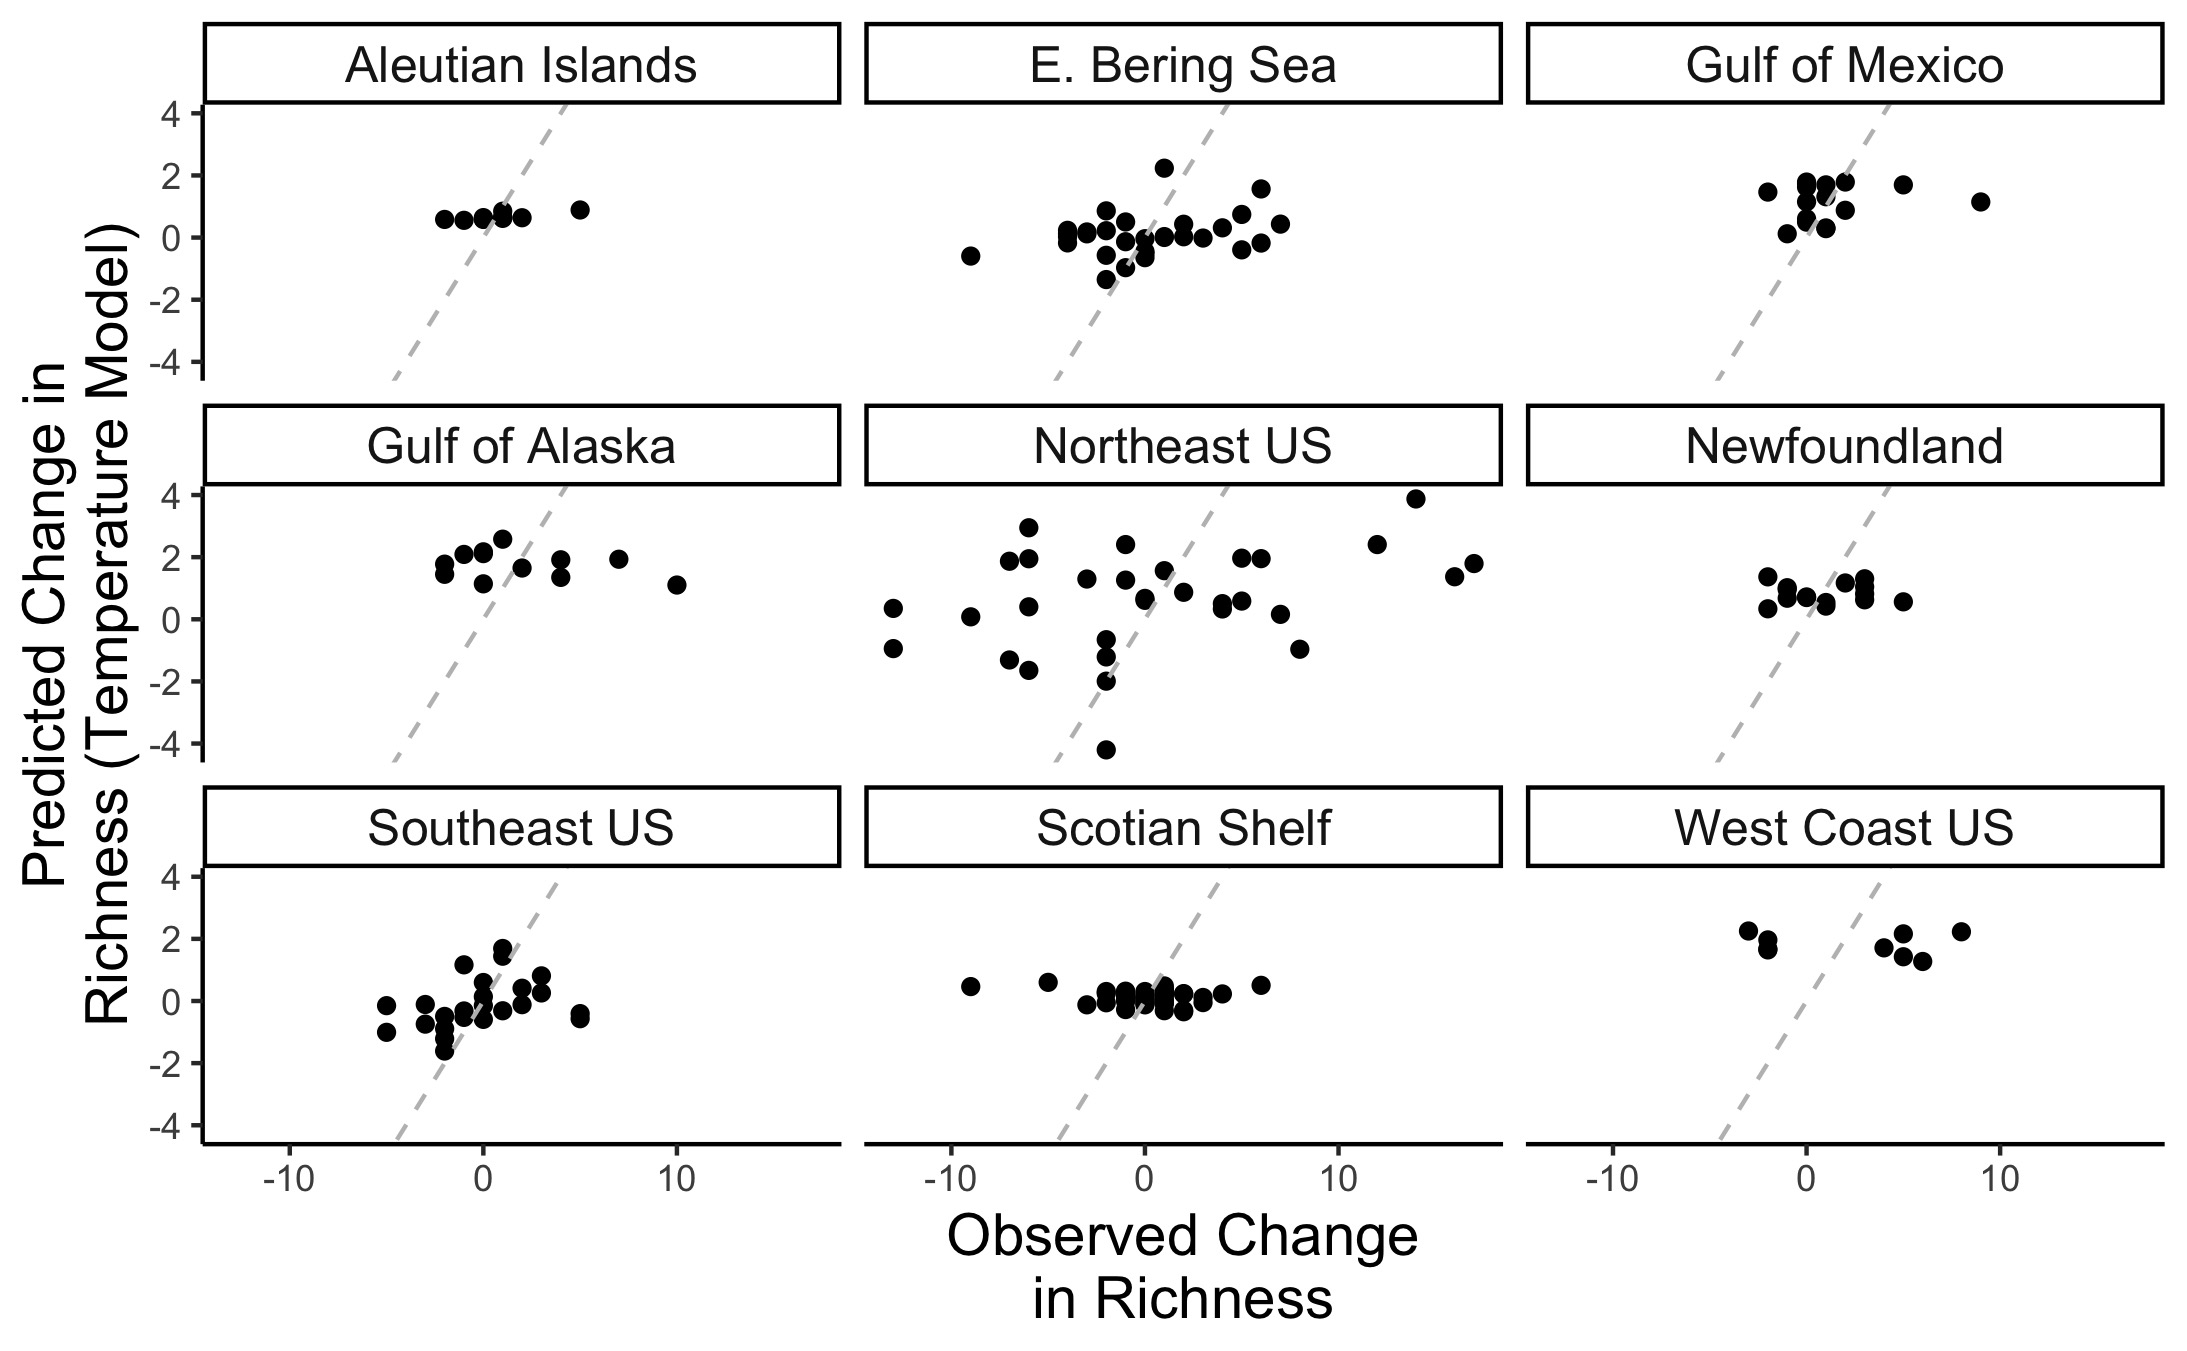 Predicted Change in
Richness (Temperature Model)
Aleutian Islands
E. Bering Sea
Gulf of Mexico
4
2
0
-2
-4
Gulf of Alaska
Northeast US
Newfoundland
4
2
0
-2
-4
Southeast US
Scotian Shelf
West Coast US
4
2
0
-2
-4
-10 0 10 -10 0 10 -10 0 10
Observed Change
in Richness